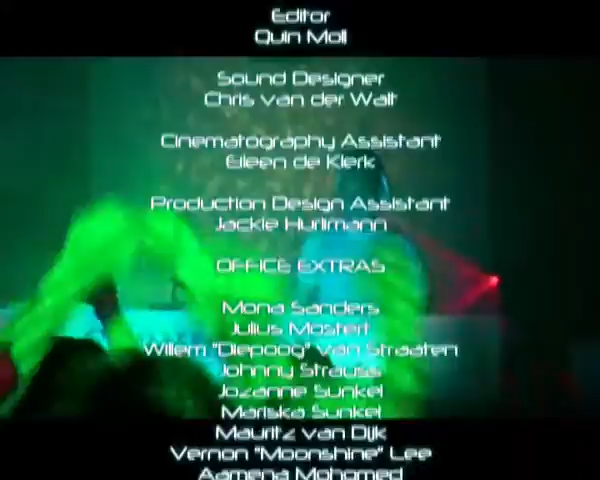 Editor
Quin Moll
Sound Designer
Chris van der Walt
Cinematography Assistant
Eileen de Klerk
Production Design Assistant
Jackie Hurlimann
OFFICE EXTRAS
Mona Sanders
Julius Mostert
Willem "Diepoog" van Straaten
Johnny Strauss
Jozanne Sunkel
Mariska Sunkel
Mauritz van Dijk
Vernon "Moonshine" Lee
Aamena Mohomed